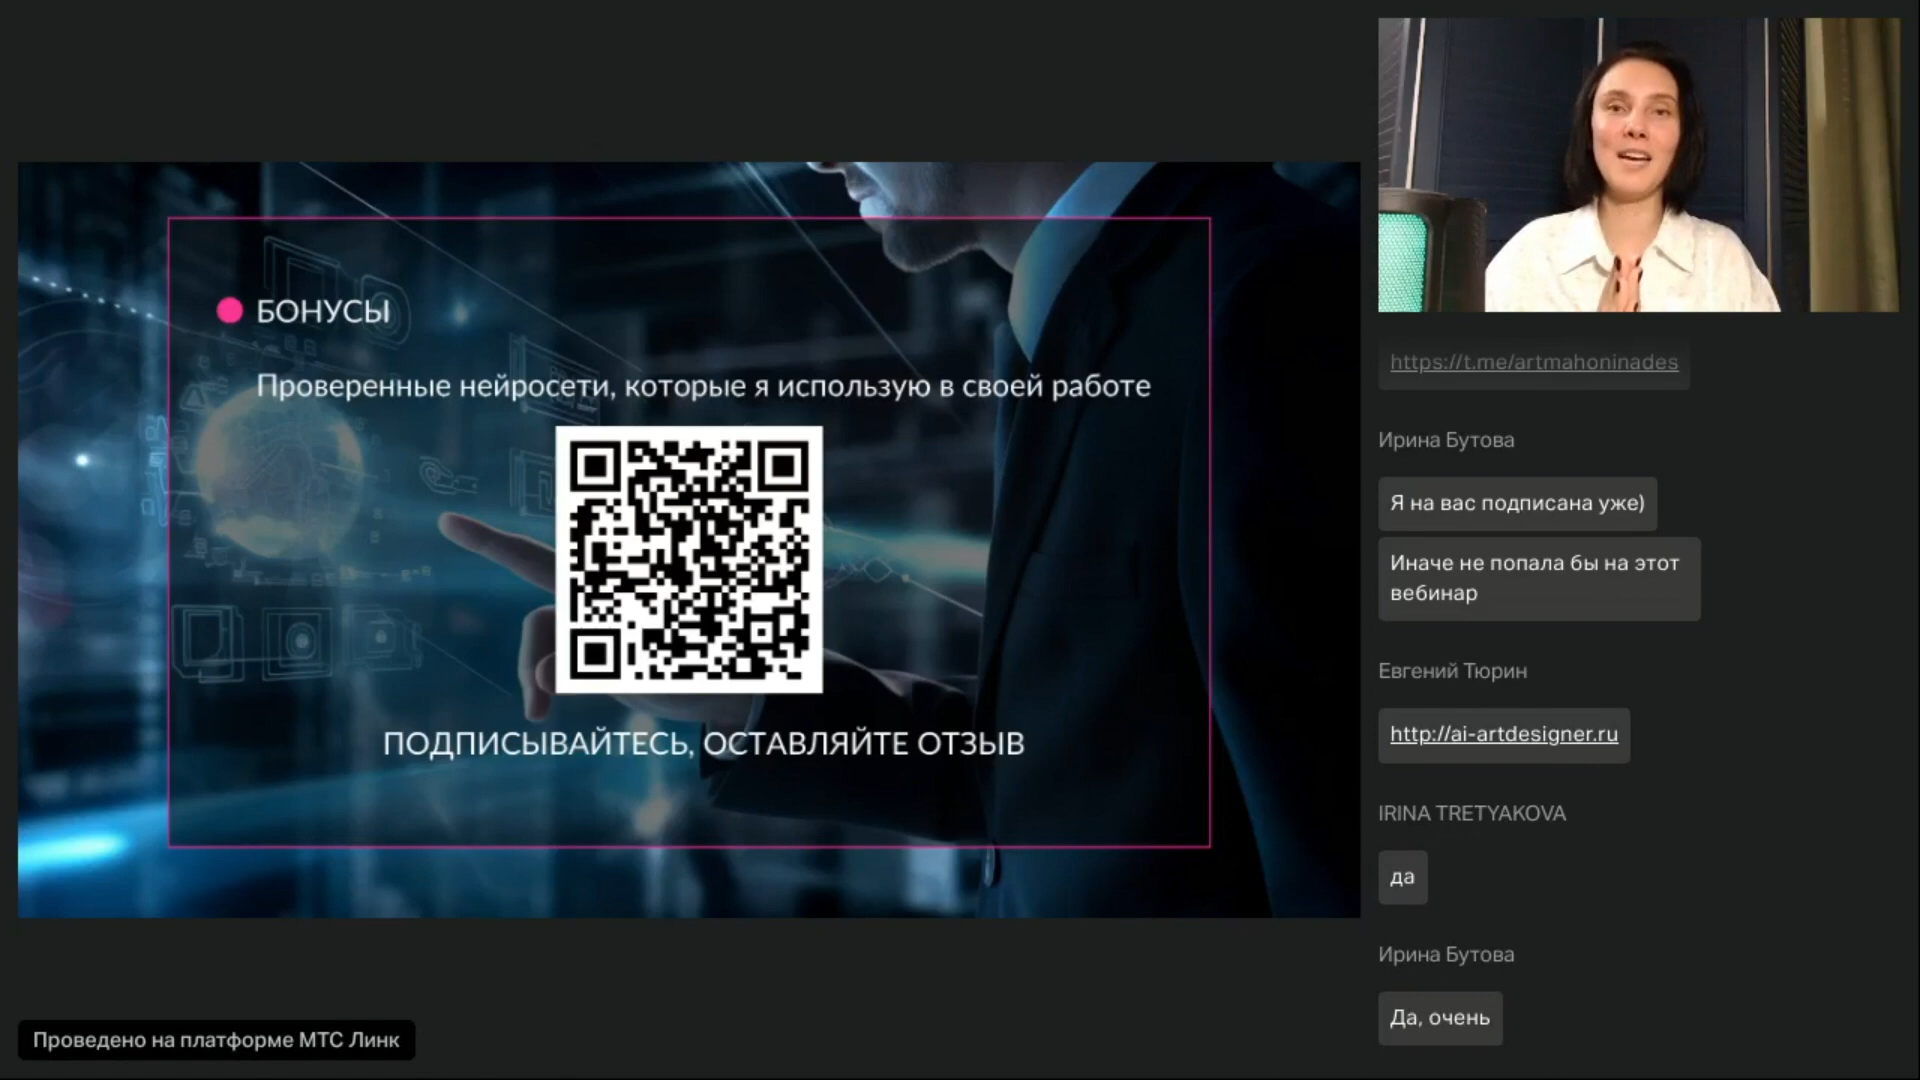 БОНУСЫ
Проверенные нейросети, которые я использую в своей работе
ПОДПИСЫВАЙТЕСЬ, ОСТАВЛЯЙТЕ ОТЗЫВ
Проведено на платформе МТС Линк
https://t.me/artmahoninades
Ирина Бутова
Я на вас подписана уже)
Иначе не попала бы на этот
вебинар
Евгений Тюрин
http://ai-artdesigner.ru
IRINA TRETYAKOVA
да
Ирина Бутова
Да, очень